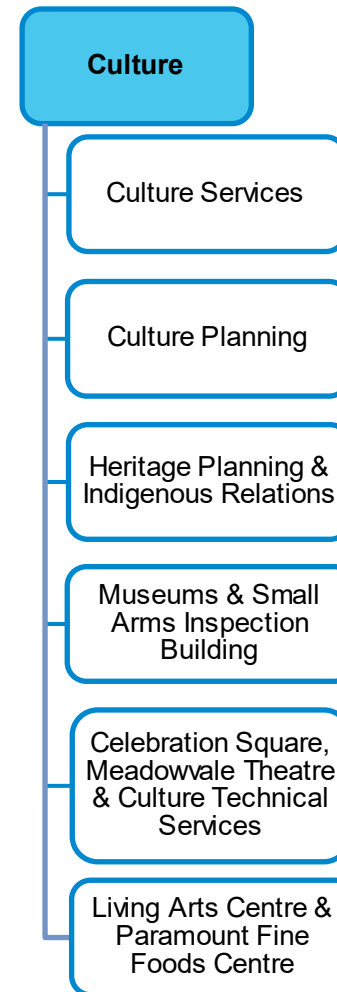 Culture
Culture Services
Culture Planning
Heritage Planning &
Indigenous Relations
Museums & Small
Arms Inspection
Building
Celebration Square,
Meadowvale Theatre
& Culture Technical
Services
Living Arts Centre &
Paramount Fine
Foods Centre